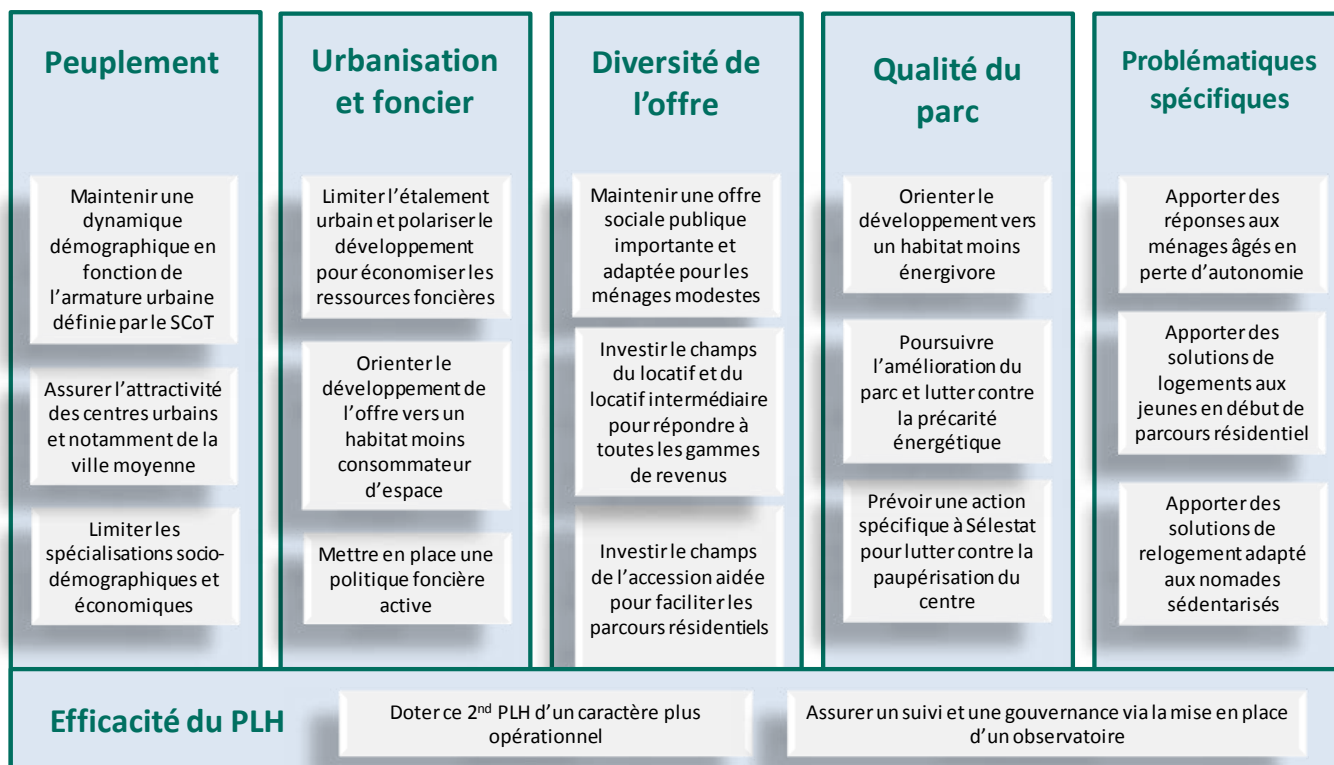 Peuplement
Maintenir une
dynamique
démographique en
fonction de
l'armature urbaine
définie par le SCoT
Assurer l'attractivité
des centres urbains
et notamment de la
ville moyenne
Limiter les
spécialisations socio-
démographiques et
économiques
Urbanisation
et foncier
Limiter l'étalement
urbain et polariser le
développement
pour économiser les
ressources foncières
Orienter le
développement de
l'offre vers un
habitat moins
consommateur
d'espace
Mettre en place une
politique foncière
active
Diversité de
l'offre
Maintenir une offre
sociale publique
importante et
adaptée pour les
ménages modestes
Investir le champs
du locatif et du
locatif intermédiaire
pour répondre à
toutes les gammes
de revenus
Investir le champs
de l'accession aidée
pour faciliter les
parcours résidentiels
Qualité du
parc
Orienter le
développement vers
un habitat moins
énergivore
Poursuivre
l'amélioration du
parc et lutter contre
la précarité
énergétique
Prévoir une action
spécifique à Sélestat
pour lutter contre la
paupérisation du
centre
Problématiques
spécifiques
Apporter des
réponses aux
ménages âgés en
perte d'autonomie
Apporter des
solutions de
logements aux
jeunes en début de
parcours résidentiel
Apporter des
solutions de
relogement adapté
aux nomades
sédentarisés
Efficacité du PLH
Doter ce 2nd PLH d'un caractère plus
opérationnel
Assurer un suivi et une gouvernance via la mise en place
d'un observatoire